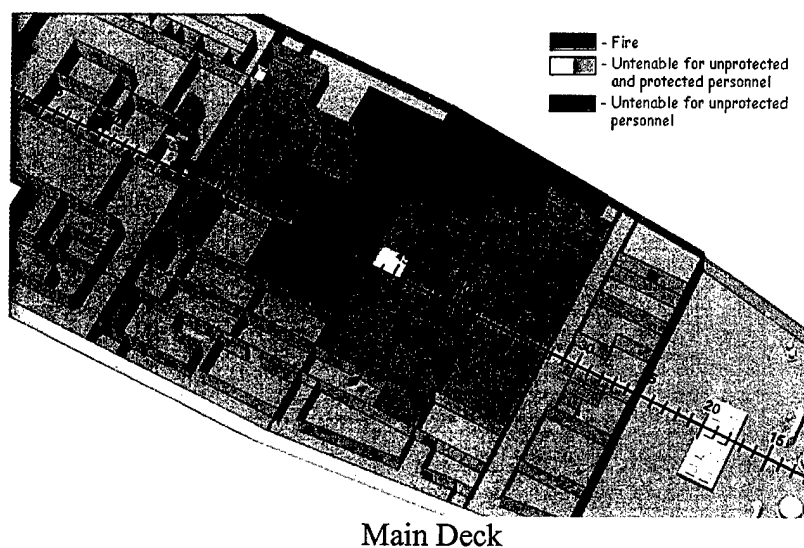 - Fire
- Untenable for unprotected
and protected personnel
- Untenable for unprotected
personnel
20
15
Main Deck